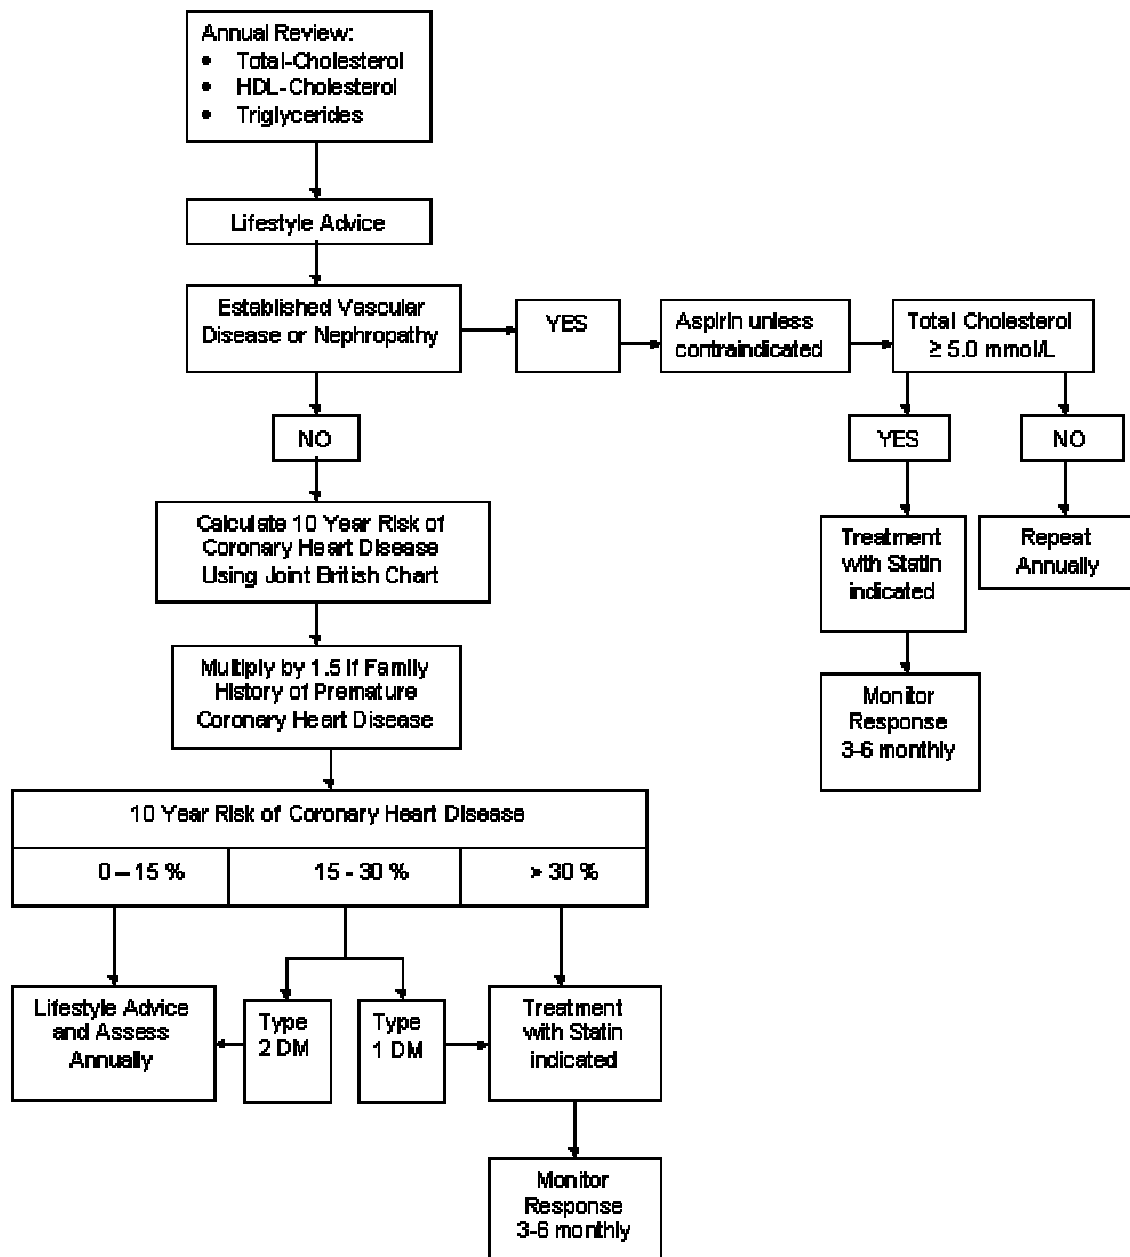 Annual Review:
• Total-Cholesterol
• HDL-Cholesterol
• Triglycerides
Lifestyle Advice
Established Vascular
Disease or Nephropathy
YES
Aspirin unless
contraindicated
Total Cholesterol
≥ 5.0 mmol/L
NO
YES
NO
Calculate 10 Year Risk of
Coronary Heart Disease
Using Joint British Chart
Treatment
with Statin
indicated
Repeat
Annually
Multiply by 1.5 if Family
History of Premature
Coronary Heart Disease
Monitor
Response
3-6 monthly
10 Year Risk of Coronary Heart Disease
0 – 15 %
15 - 30 %
> 30 %
Lifestyle Advice
and Assess
Annually
Type
2 DM
Type
1 DM
Treatment
with Statin
indicated
Monitor
Response
3-6 monthly